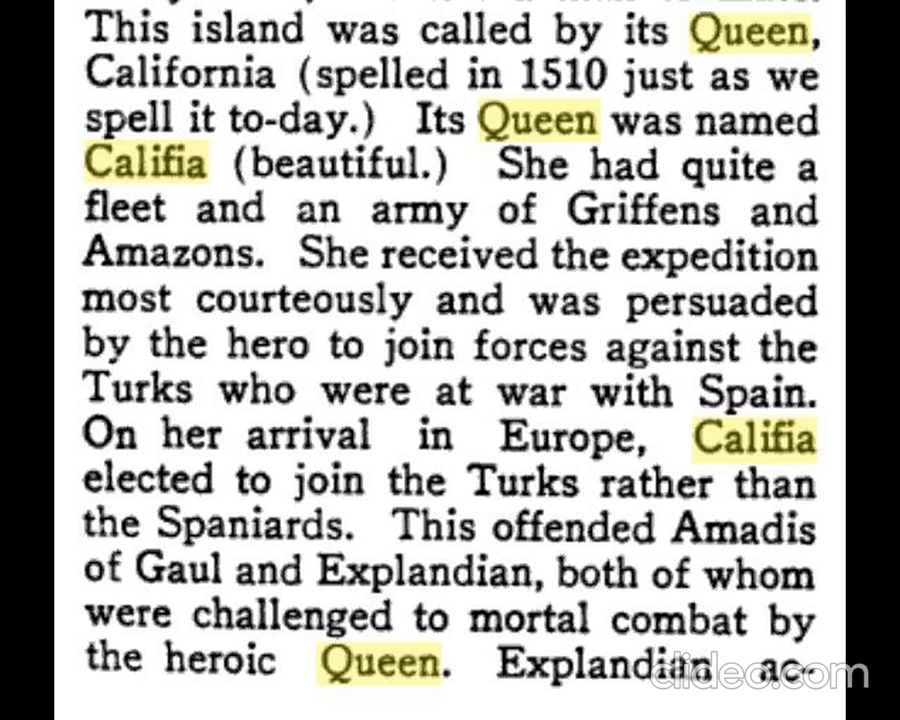 This island was called by its Queen,
California (spelled in 1510 just as we
spell it to-day.) Its Queen was named
Califia (beautiful.) She had quite a
fleet and an army of Griffens and
Amazons. She received the expedition
most courteously and was persuaded
by the hero to join forces against the
Turks who were at war with Spain.
On her arrival in Europe, Califia
elected to join the Turks rather than
the Spaniards. This offended Amadis
of Gaul and Explandian, both of whom
were challenged to mortal combat by
the heroic Queen. Explandian ac-
clideo.com